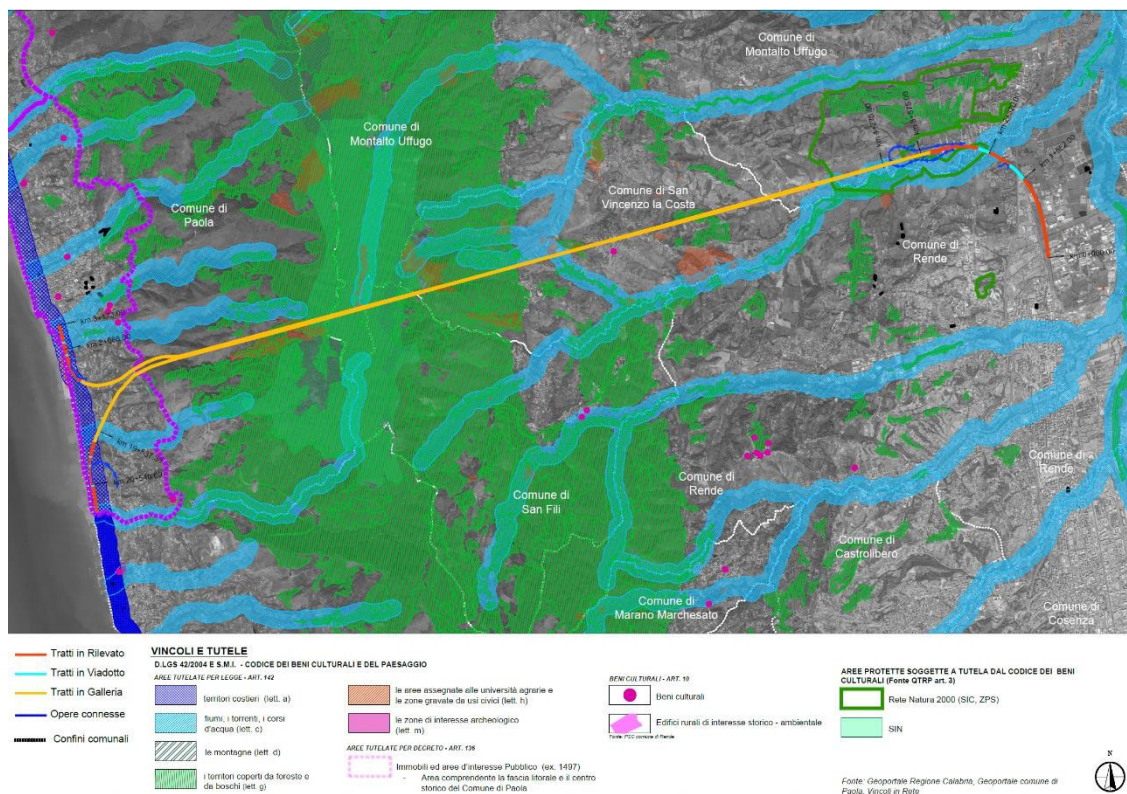 Comune di
Montalto Uffugo
Comune di
Montalto Uffugo
Comune di
Paola
Comune di San
Vincenzo la Costa
Comune di
Rende
Comune di
Rende
Comune di
Rende
Comune di
San Fili
Comune di
Castrolibero
Comune di
Marano Marchesato
Comune di
Cosenza
Tratti in Rilevato
Tratti in Viadotto
Tratti in Galleria
Opere connesse
Confini comunali
VINCOLI E TUTELE
D.LGS 42/2004 E S.M.I. - CODICE DEI BENI CULTURALI E DEL PAESAGGIO
AREE TUTELATE PER LEGGE - ART. 142
territori costieri (lett. a)
fiumi, i torrenti, i corsi
d'acqua (lett. c)
le montagne (lett. d)
i territori coperti da foreste e
da boschi (lett. g)
le aree assegnate alle università agrarie e
le zone gravate da usi civici (lett. h)
le zone di interesse archeologico
(lett. m)
AREE TUTELATE PER DECRETO - ART. 136
Immobili ed aree d'interesse Pubblico (ex. 1497)
- Area comprendente la fascia litorale e il centro
storico del Comune di Paola
BENI CULTURALI - ART. 10
Beni culturali
Edifici rurali di interesse storico - ambientale
Fonte: PSC comune di Rende
AREE PROTETTE SOGGETTE A TUTELA DAL CODICE DEI BENI
CULTURALI (Fonte QTRP art. 3)
Rete Natura 2000 (SIC, ZPS)
SIN
N
Fonte: Geoportale Regione Calabria, Geoportale comune di
Paola, Vincoli in Rete